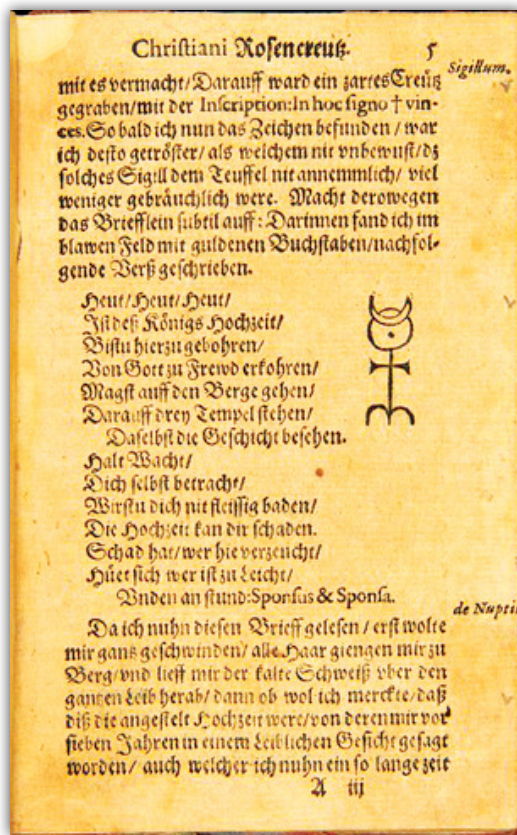 Christiani Rosencreutz. 5
Sigillum.
mit es vermacht/Darauff ward ein zartes Creütz
gegraben/mit der Inscription: In hoc signo † vin-
ces. So bald ich nun das Zeichen befunden / war
ich desto getröster/ als welchem nit vnbewust/dz
solches Sigill dem Teuffel nit annemmlich/ viel
weniger gebräuchlich were. Macht derowegen
das Briefflein subtil auff: Darinnen fand ich im
blawen Feld mit guldenen Buchstaben/nachfol-
gende Verß geschrieben.
Heut/Heut/Heut/
Ist deß Königs Hochzeit/
Bistu hierzu gebohren/
Von Gott zu Frewd erkohren/
Magst auff den Berge gehen/
Darauff drey Tempel stehen/
Daselbst die Geschicht besehen.
Halt Wacht/
Dich selbst betracht/
Wirstu dich nit fleissig baden/
Die Hochzeit kan dir schaden.
Schad hat/wer hie verzeucht/
Hüet sich wer ist zu Leicht/
Vnden an stund: Sponsus & Sponsa.
de Nupti
Da ich nuhn diesen Brieff gelesen / erst wolte
mir gantz geschwinden/ alle Haar giengen mir zu
Berg/vnd lieff mir der kalte Schweiß vber den
gantzen Leib herab/ dann ob wol ich merckte/daß
diß die angestelt Hochzeit were/von deren mir vor
sieben Jahren in einem Leiblichen Gesicht gesagt
worden/ auch welcher ich nuhn ein so lange zeit
A iij